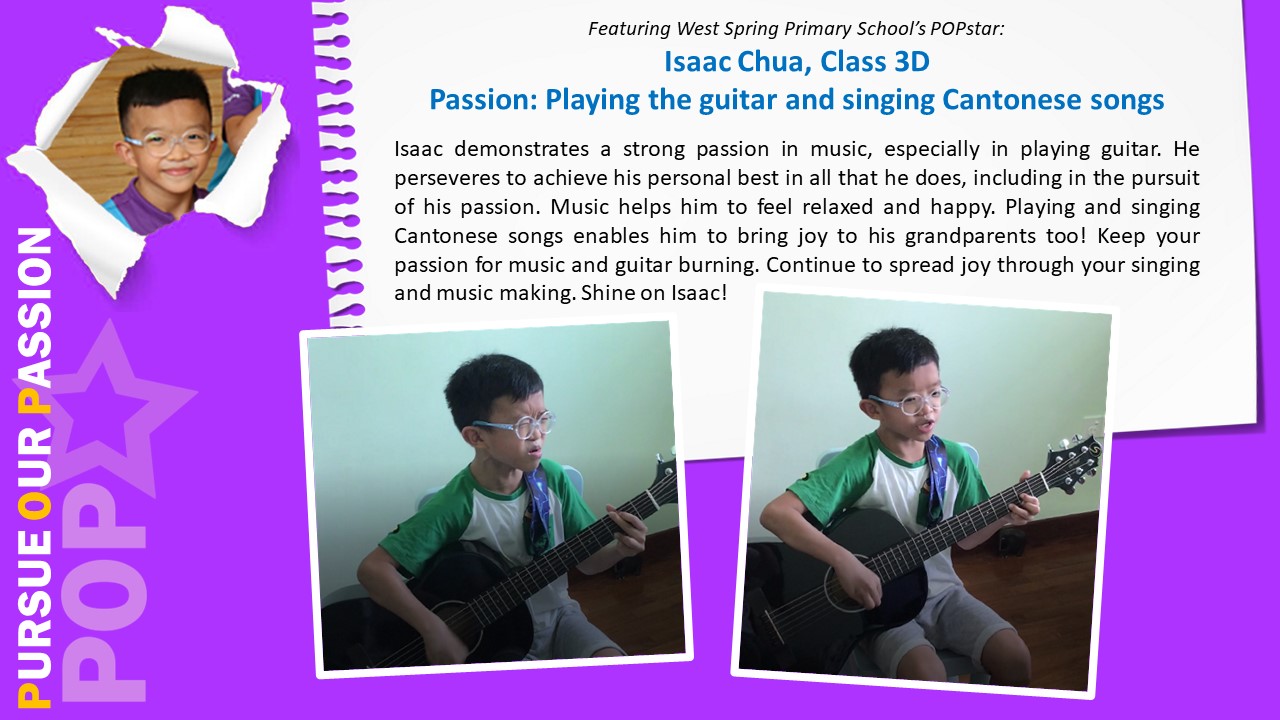 Featuring West Spring Primary School's POPstar:
Isaac Chua, Class 3D
Passion: Playing the guitar and singing Cantonese songs
Isaac demonstrates a strong passion in music, especially in playing guitar. He
perseveres to achieve his personal best in all that he does, including in the pursuit
of his passion. Music helps him to feel relaxed and happy. Playing and singing
Cantonese songs enables him to bring joy to his grandparents too! Keep your
passion for music and guitar burning. Continue to spread joy through your singing
and music making. Shine on Isaac!
PURSUE OUR PASSION
POP